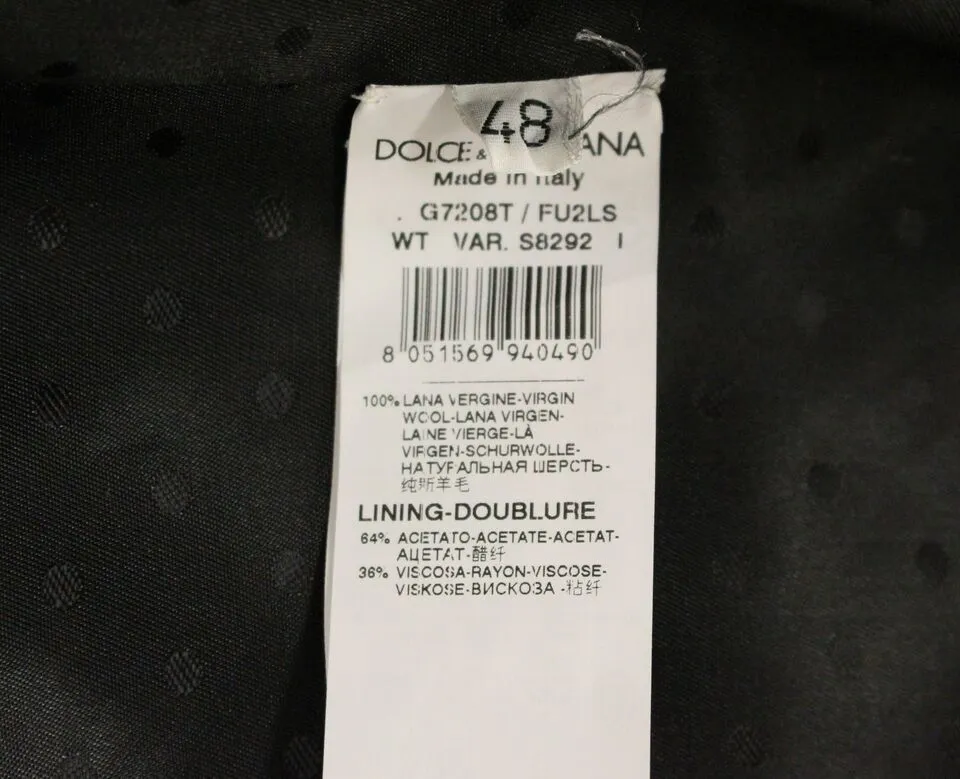 48
DOLCE & ANA
Made in Italy
. G7208T / FU2LS
WT VAR. S8292 I
8 051569 940490
100% LANA VERGINE-VIRGIN
WOOL-LANA VIRGEN-
LAINE VIERGE-LÀ
VIRGEN-SCHURWOLLE-
НАТУРАЛЬНАЯ ШЕРСТЬ-
纯斯羊毛
LINING-DOUBLURE
64% ACETATO-ACETATE-ACETAT-
АЦЕТАТ-醋纤
36% VISCOSA-RAYON-VISCOSE-
VISKOSE-ВИСКОЗА -粘纤